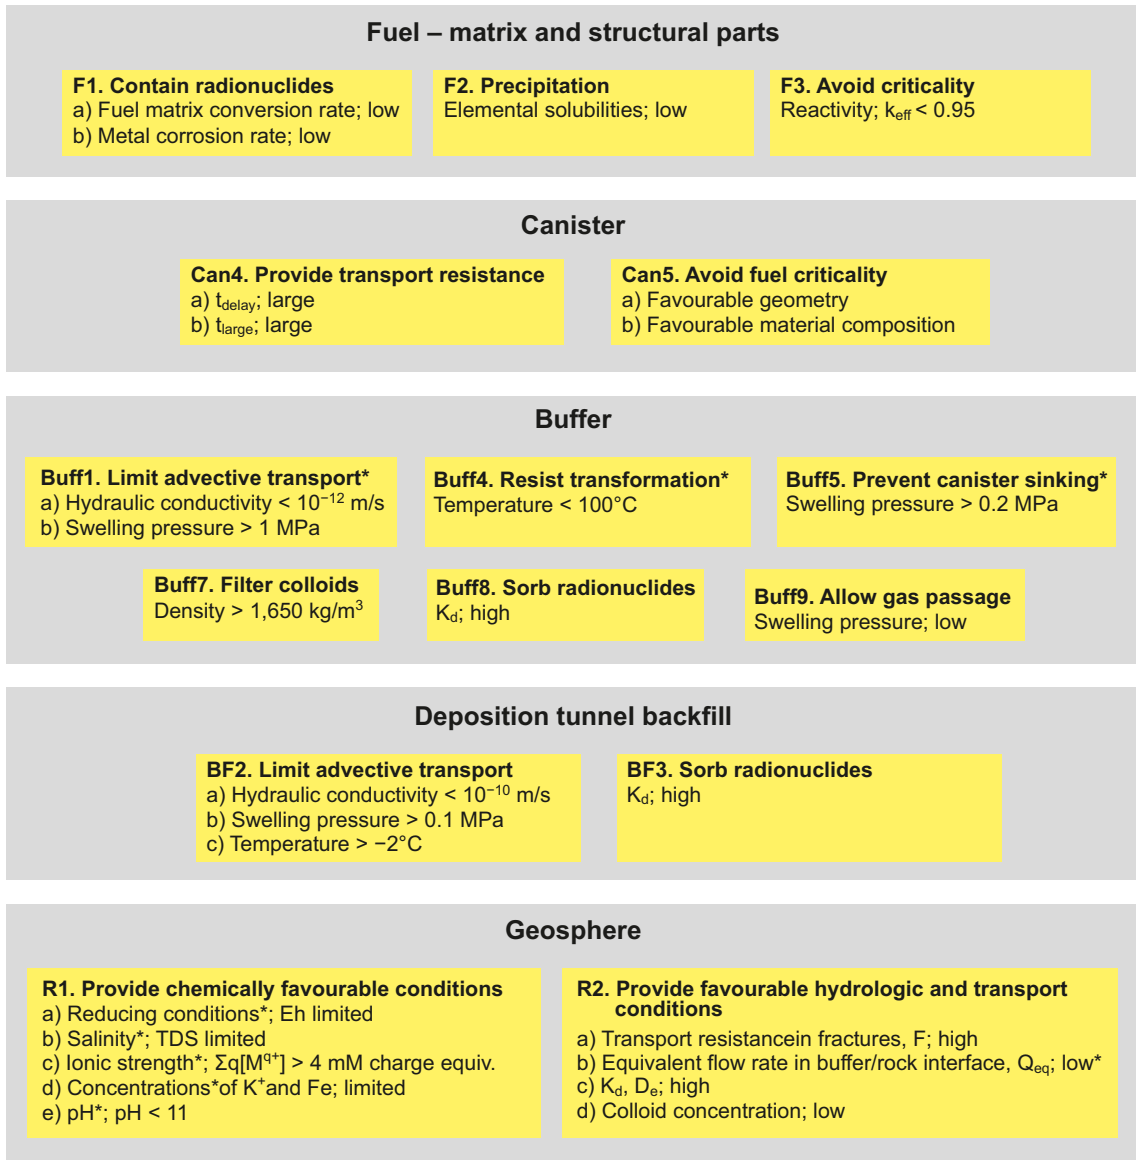 Fuel – matrix and structural parts
F1. Contain radionuclides
a) Fuel matrix conversion rate; low
b) Metal corrosion rate; low
F2. Precipitation
Elemental solubilities; low
F3. Avoid criticality
Reactivity; keff < 0.95
Canister
Can4. Provide transport resistance
a) tdelay; large
b) tlarge; large
Can5. Avoid fuel criticality
a) Favourable geometry
b) Favourable material composition
Buffer
Buff1. Limit advective transport*
a) Hydraulic conductivity < 10⁻¹² m/s
b) Swelling pressure > 1 MPa
Buff4. Resist transformation*
Temperature < 100°C
Buff5. Prevent canister sinking*
Swelling pressure > 0.2 MPa
Buff7. Filter colloids
Density > 1,650 kg/m³
Buff8. Sorb radionuclides
Kd; high
Buff9. Allow gas passage
Swelling pressure; low
Deposition tunnel backfill
BF2. Limit advective transport
a) Hydraulic conductivity < 10⁻¹⁰ m/s
b) Swelling pressure > 0.1 MPa
c) Temperature > −2°C
BF3. Sorb radionuclides
Kd; high
Geosphere
R1. Provide chemically favourable conditions
a) Reducing conditions*; Eh limited
b) Salinity*; TDS limited
c) Ionic strength*; Σq[Mq+] > 4 mM charge equiv.
d) Concentrations*of K⁺and Fe; limited
e) pH*; pH < 11
R2. Provide favourable hydrologic and transport
conditions
a) Transport resistancein fractures, F; high
b) Equivalent flow rate in buffer/rock interface, Qeq; low*
c) Kd, De; high
d) Colloid concentration; low